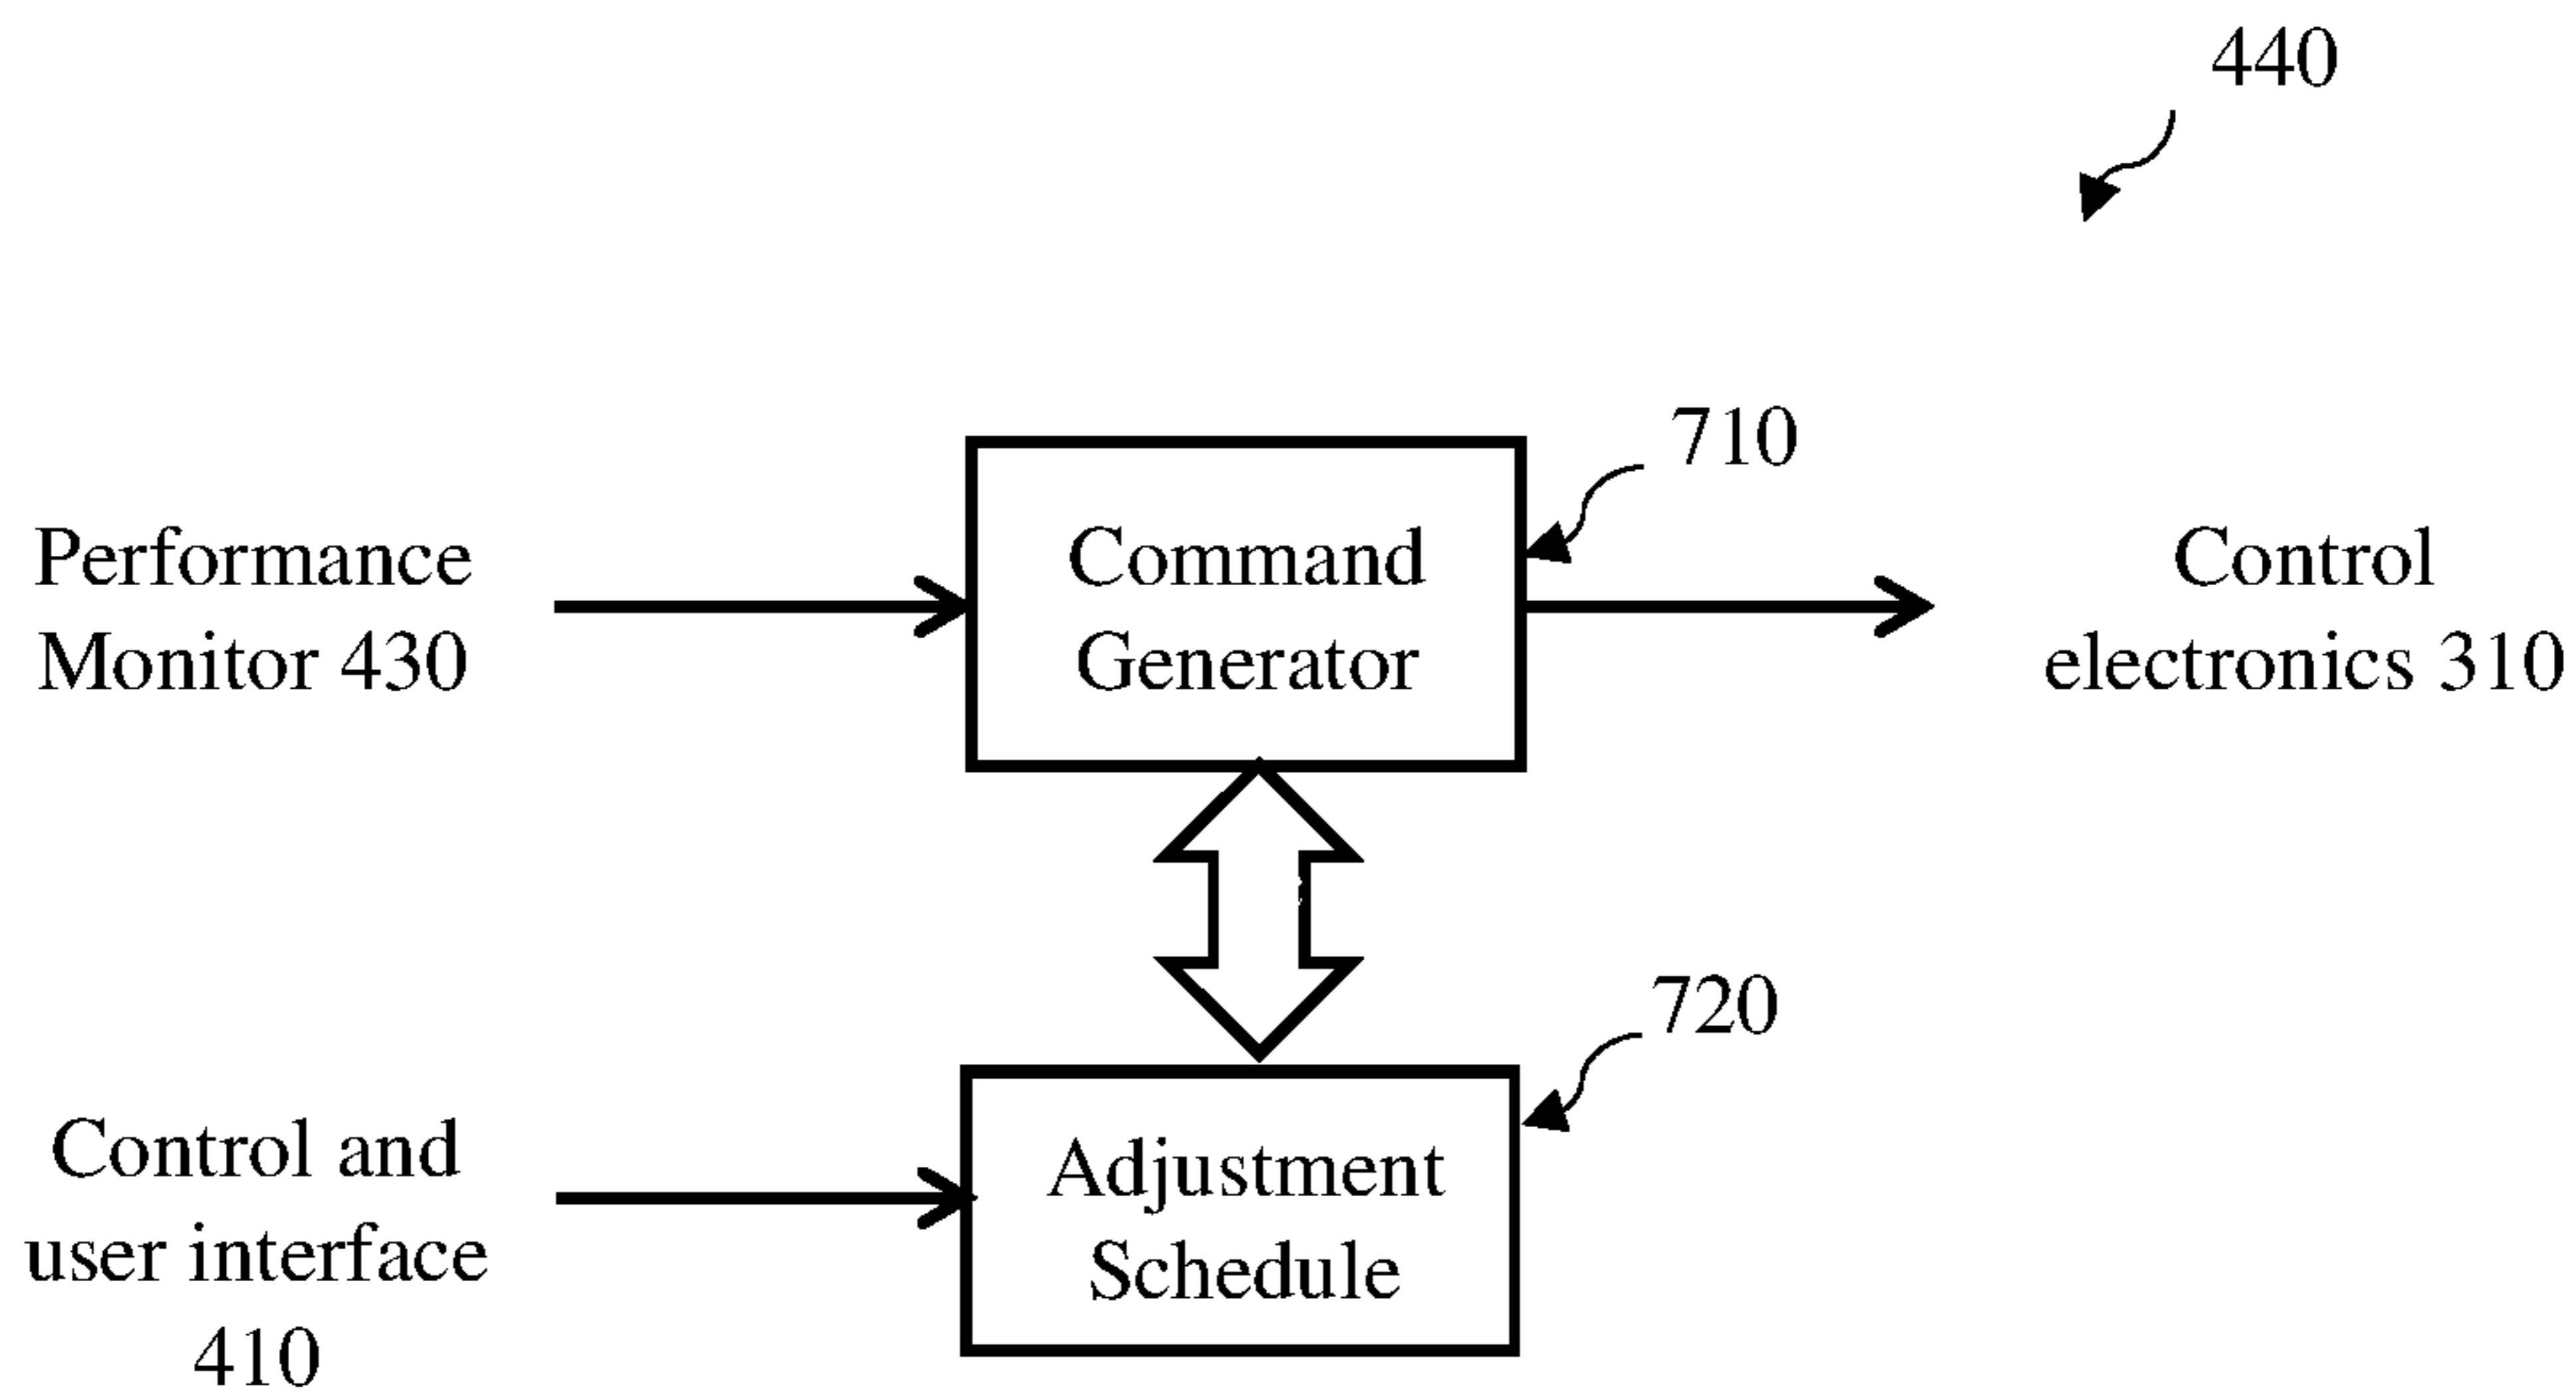 440
710
Performance
Monitor 430
Command
Generator
Control
electronics 310
720
Control and
user interface
410
Adjustment
Schedule